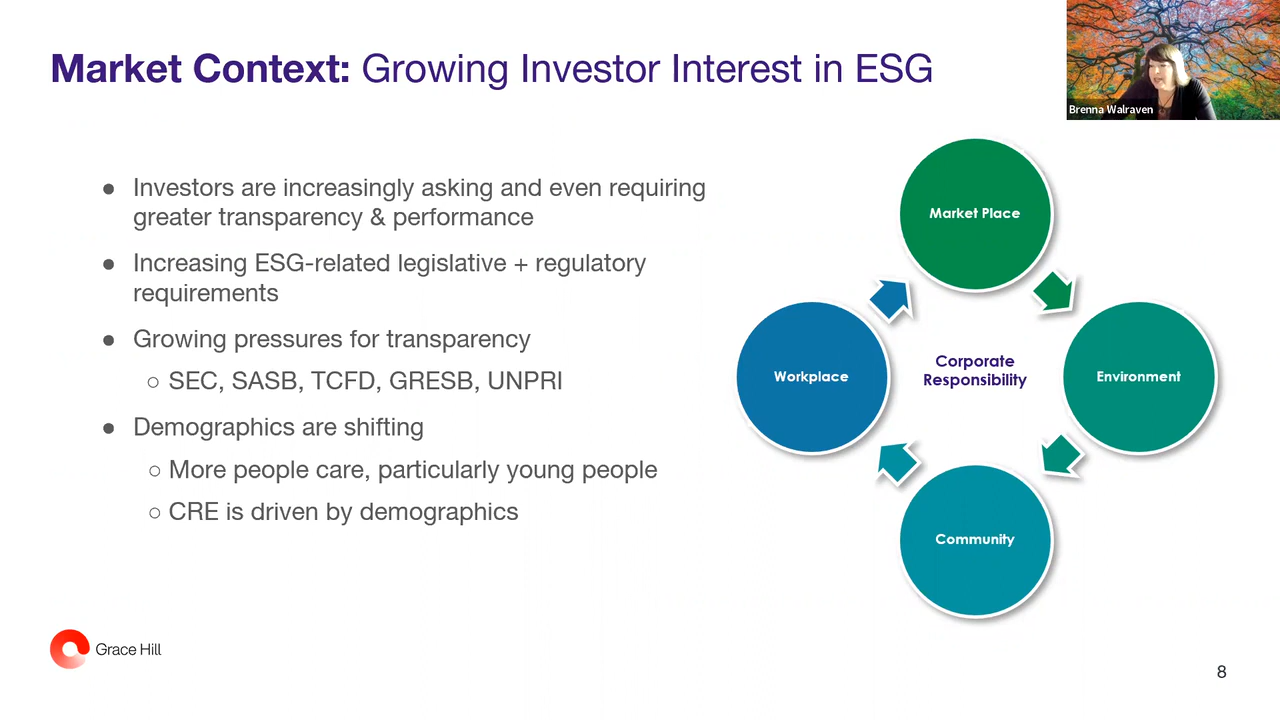 Market Context: Growing Investor Interest in ESG
Brenna Walraven
● Investors are increasingly asking and even requiring
greater transparency & performance
● Increasing ESG-related legislative + regulatory
requirements
● Growing pressures for transparency
○ SEC, SASB, TCFD, GRESB, UNPRI
● Demographics are shifting
○ More people care, particularly young people
○ CRE is driven by demographics
Market Place
Workplace
Corporate
Responsibility
Environment
Community
Grace Hill
8